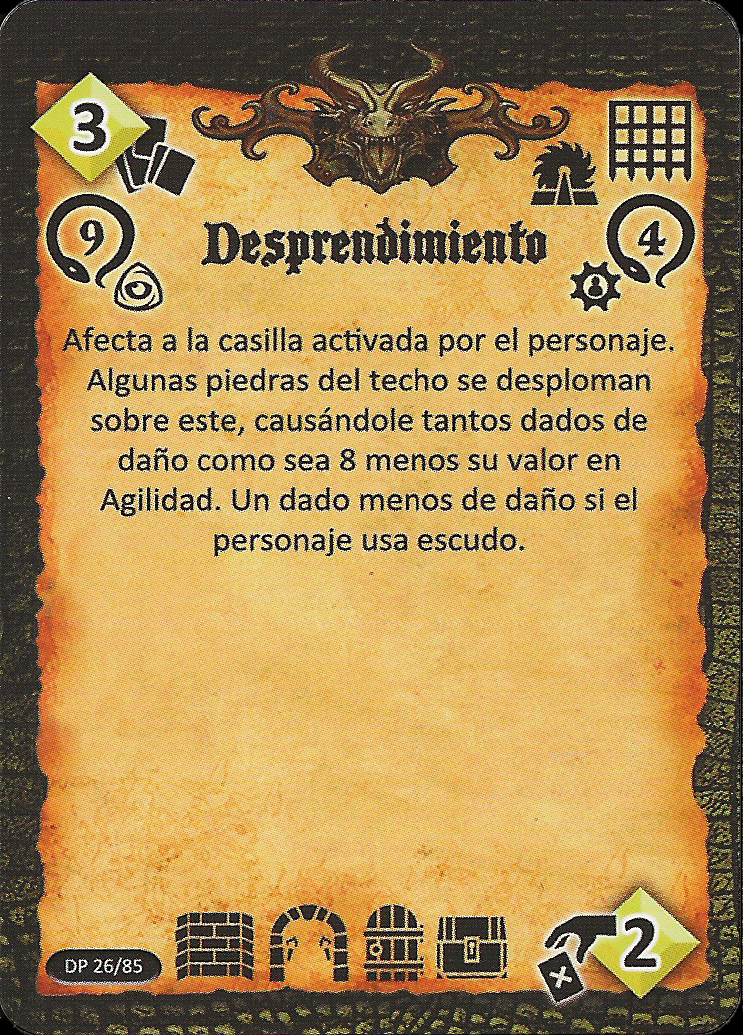 3
9
Desprendimiento
4
Afecta a la casilla activada por el personaje.
Algunas piedras del techo se desploman
sobre este, causándole tantos dados de
daño como sea 8 menos su valor en
Agilidad. Un dado menos de daño si el
personaje usa escudo.
DP 26/85
2